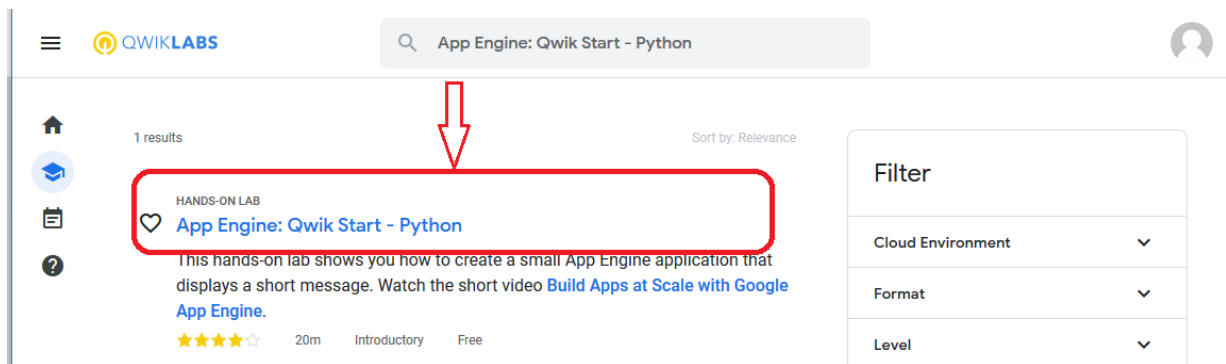 QWIKLABS
App Engine: Qwik Start - Python
1 results
Sort by: Relevance
HANDS-ON LAB
App Engine: Qwik Start - Python
This hands-on lab shows you how to create a small App Engine application that
displays a short message. Watch the short video Build Apps at Scale with Google
App Engine.
20m Introductory Free
Filter
Cloud Environment
Format
Level